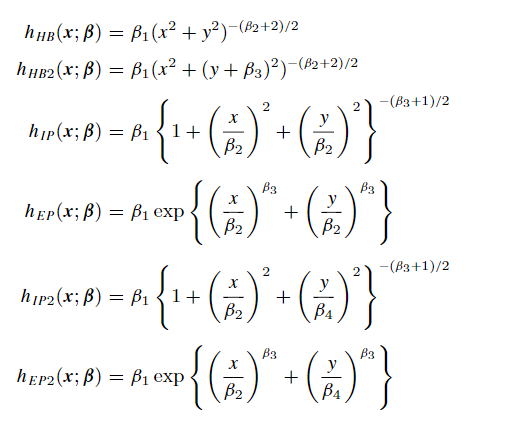 h_{HB}(x; β) = β_1(x^2 + y^2)^{-(β_2+2)/2}
h_{HB2}(x; β) = β_1(x^2 + (y + β_3)^2)^{-(β_2+2)/2}
h_{IP}(x; β) = β_1 {1 + (x/β_2)^2 + (y/β_2)^2}^{-(β_3+1)/2}
h_{EP}(x; β) = β_1 exp {(x/β_2)^{β_3} + (y/β_2)^{β_3}}
h_{IP2}(x; β) = β_1 {1 + (x/β_2)^2 + (y/β_4)^2}^{-(β_3+1)/2}
h_{EP2}(x; β) = β_1 exp {(x/β_2)^{β_3} + (y/β_4)^{β_3}}